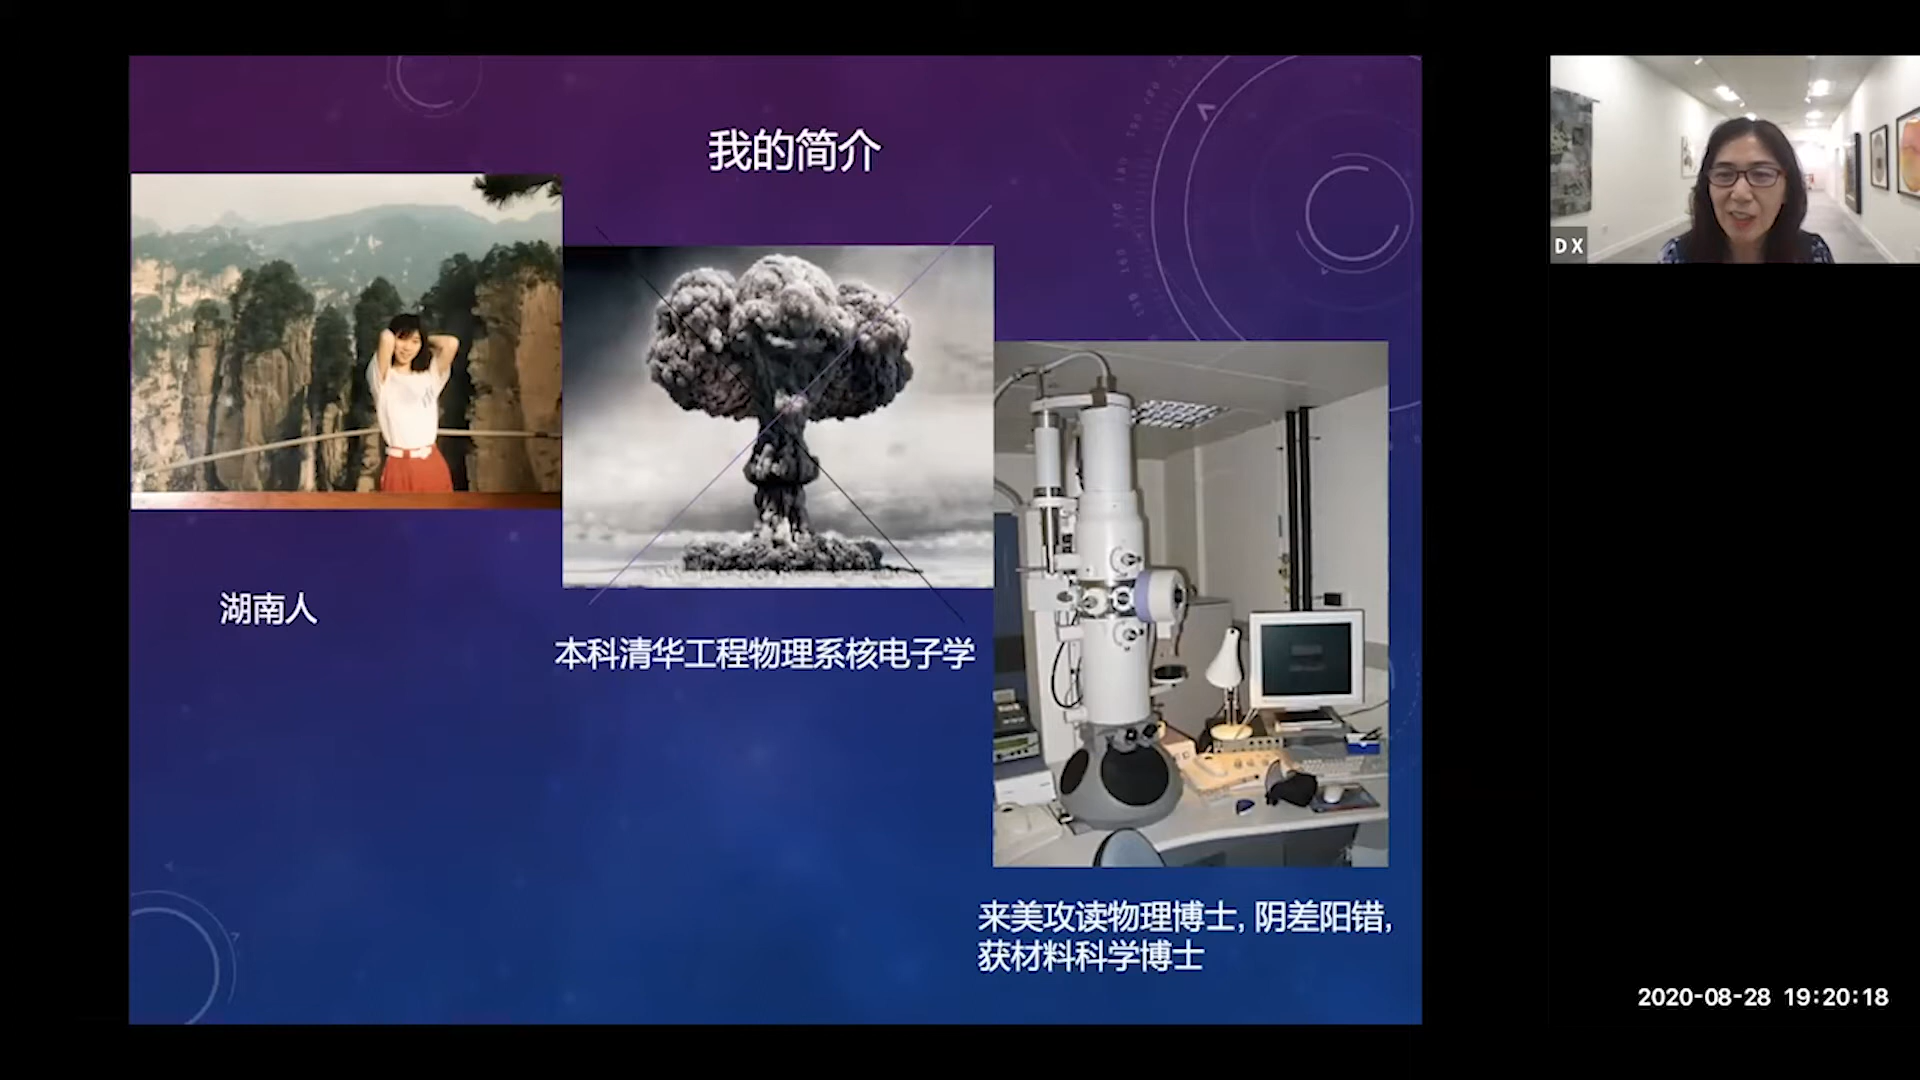 我的简介
D X
湖南人
本科清华工程物理系核电子学
来美攻读物理博士, 阴差阳错,
获材料科学博士
2020-08-28 19:20:18